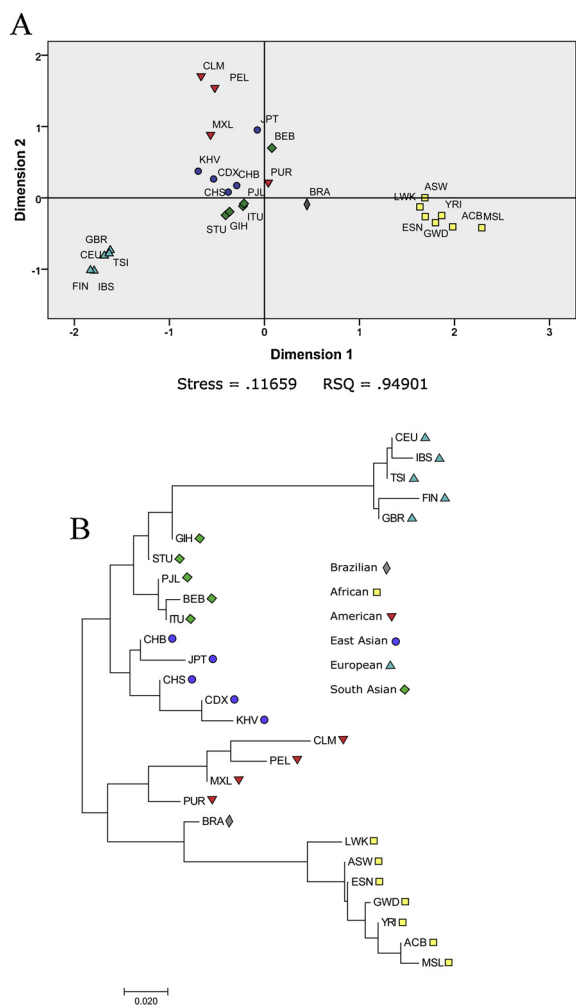 A
2
1
0
-1
CLM
PEL
JPT
BEB
MXL
KHV
CDX CHB
PUR
CHS
PJL
BRA
ASW
LWK
YRI
ITU
STU
GIH
ESN
ACB MSL
GWD
GBR
CEU
TSI
FIN IBS
-2 -1 0 1 2 3
Dimension 2
Dimension 1
Stress = .11659 RSQ = .94901
B
CEU
IBS
TSI
FIN
GBR
GIH
STU
PJL
BEB
ITU
CHB
JPT
CHS
CDX
KHV
CLM
PEL
MXL
PUR
BRA
LWK
ASW
ESN
GWD
YRI
ACB
MSL
Brazilian
African
American
East Asian
European
South Asian
0.020